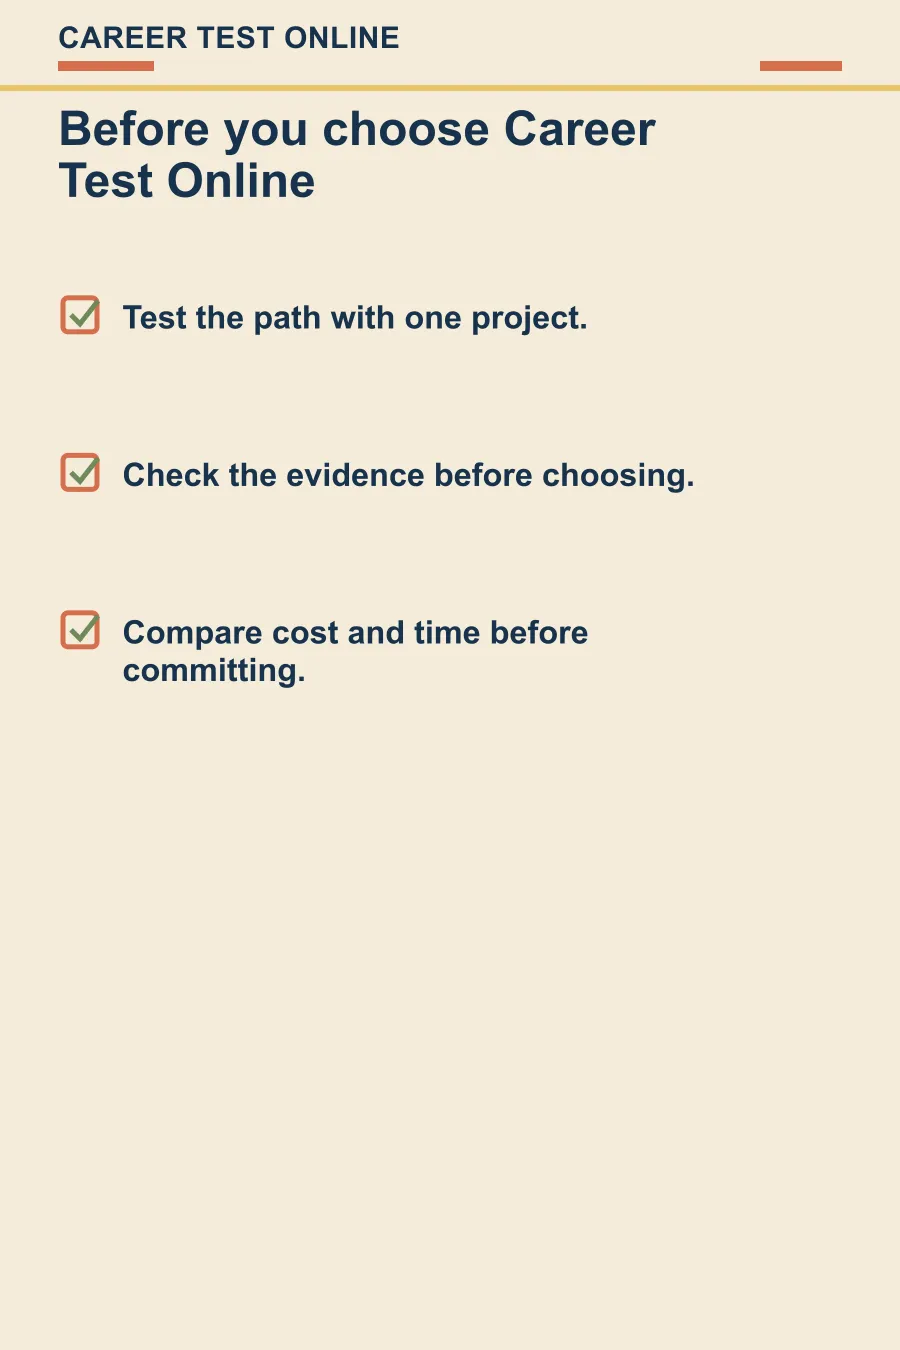 CAREER TEST ONLINE
Before you choose Career
Test Online
Test the path with one project.
Check the evidence before choosing.
Compare cost and time before
committing.